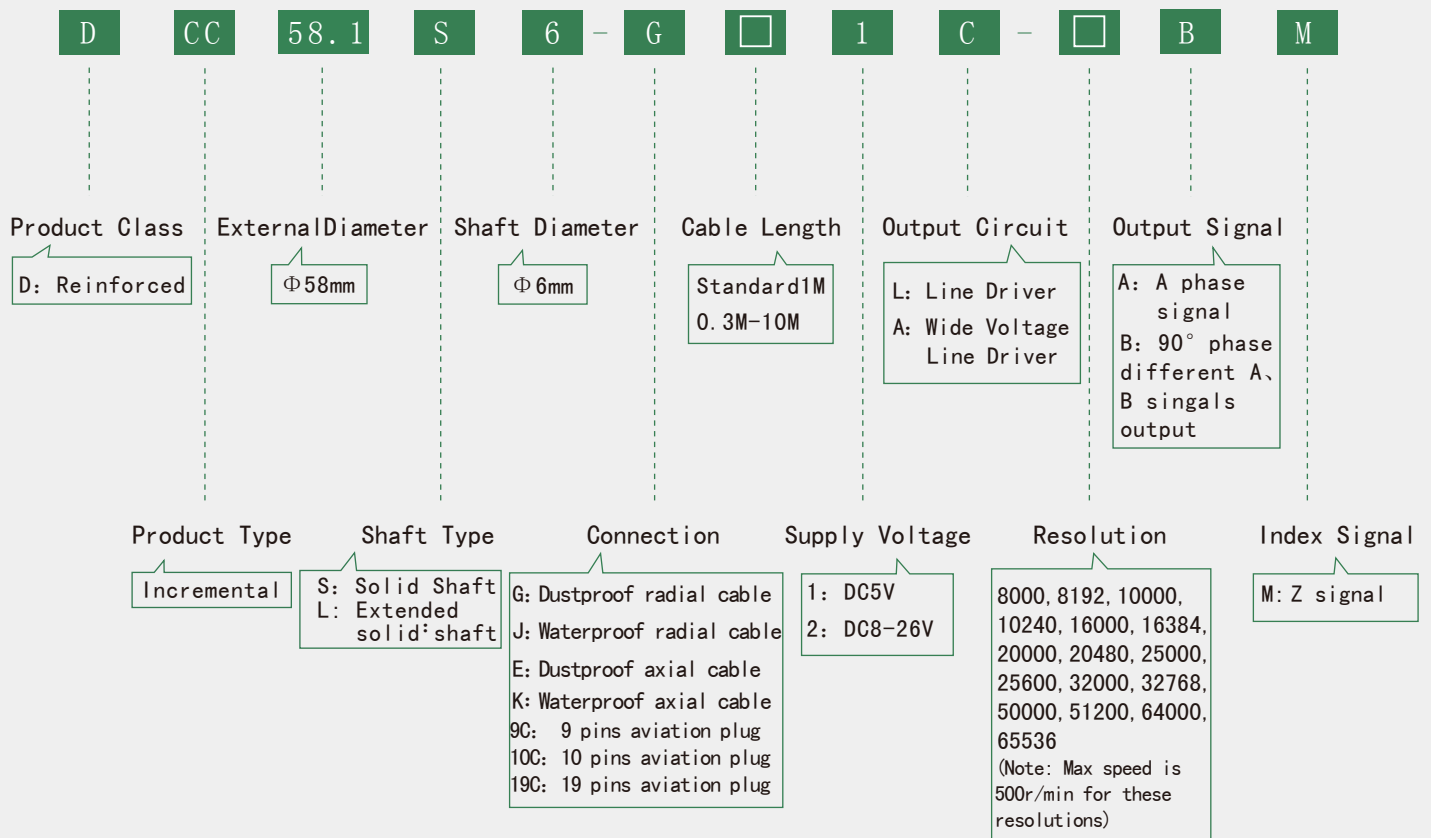 D CC 58.1 S 6 - G □ 1 C - □ B M
Product Class
D: Reinforced
ExternalDiameter
Φ58mm
Shaft Diameter
Φ6mm
Cable Length
Standard1M
0.3M-10M
Output Circuit
L: Line Driver
A: Wide Voltage
Line Driver
Output Signal
A: A phase
signal
B: 90° phase
different A、
B singals
output
Product Type
Incremental
Shaft Type
S: Solid Shaft
L: Extended
solid:shaft
Connection
G: Dustproof radial cable
J: Waterproof radial cable
E: Dustproof axial cable
K: Waterproof axial cable
9C: 9 pins aviation plug
10C: 10 pins aviation plug
19C: 19 pins aviation plug
Supply Voltage
1: DC5V
2: DC8-26V
Resolution
8000, 8192, 10000,
10240, 16000, 16384,
20000, 20480, 25000,
25600, 32000, 32768,
50000, 51200, 64000,
65536
(Note: Max speed is
500r/min for these
resolutions)
Index Signal
M: Z signal